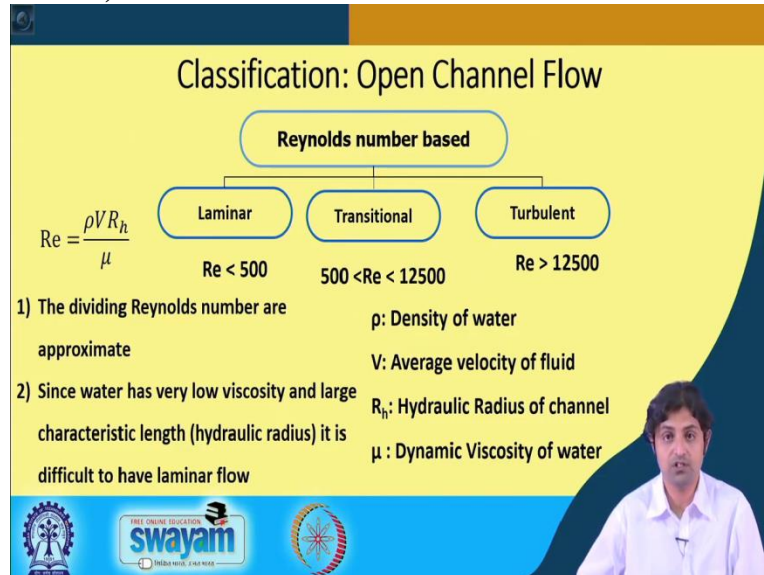 Classification: Open Channel Flow
Reynolds number based
Laminar
Transitional
Turbulent
Re = ρVR_h / μ
Re < 500
500 <Re < 12500
Re > 12500
1) The dividing Reynolds number are
approximate
2) Since water has very low viscosity and large
characteristic length (hydraulic radius) it is
difficult to have laminar flow
ρ: Density of water
V: Average velocity of fluid
R_h: Hydraulic Radius of channel
μ : Dynamic Viscosity of water
FREE ONLINE EDUCATION
swayam